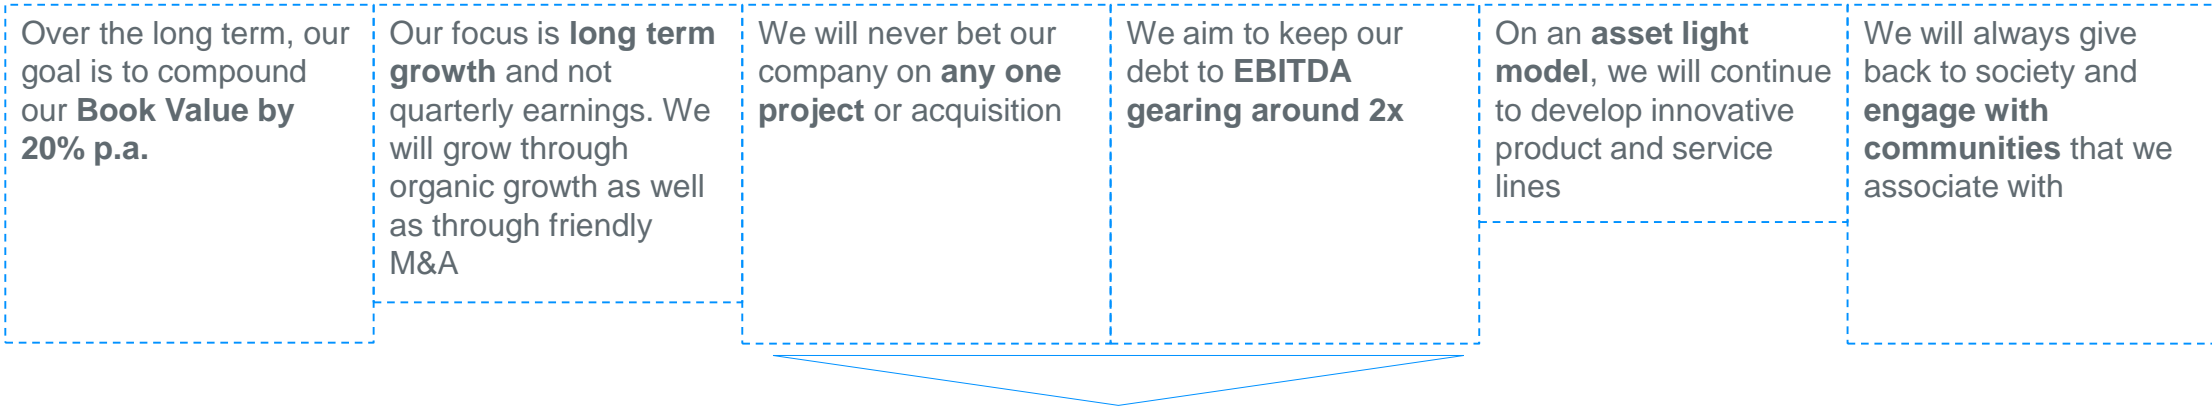 Over the long term, our
goal is to compound
our Book Value by
20% p.a.
Our focus is long term
growth and not
quarterly earnings. We
will grow through
organic growth as well
as through friendly
M&A
We will never bet our
company on any one
project or acquisition
We aim to keep our
debt to EBITDA
gearing around 2x
On an asset light
model, we will continue
to develop innovative
product and service
lines
We will always give
back to society and
engage with
communities that we
associate with